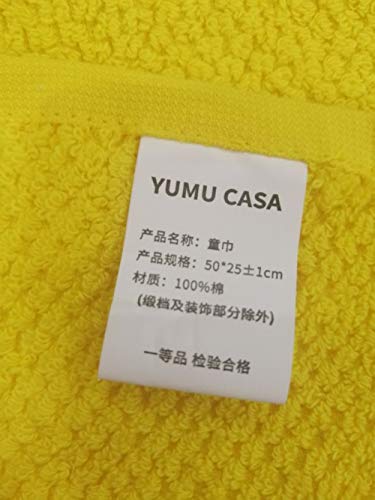 YUMU CASA
产品名称：童巾
产品规格：50*25±1cm
材质：100%棉
(缎档及装饰部分除外)
一等品 检验合格